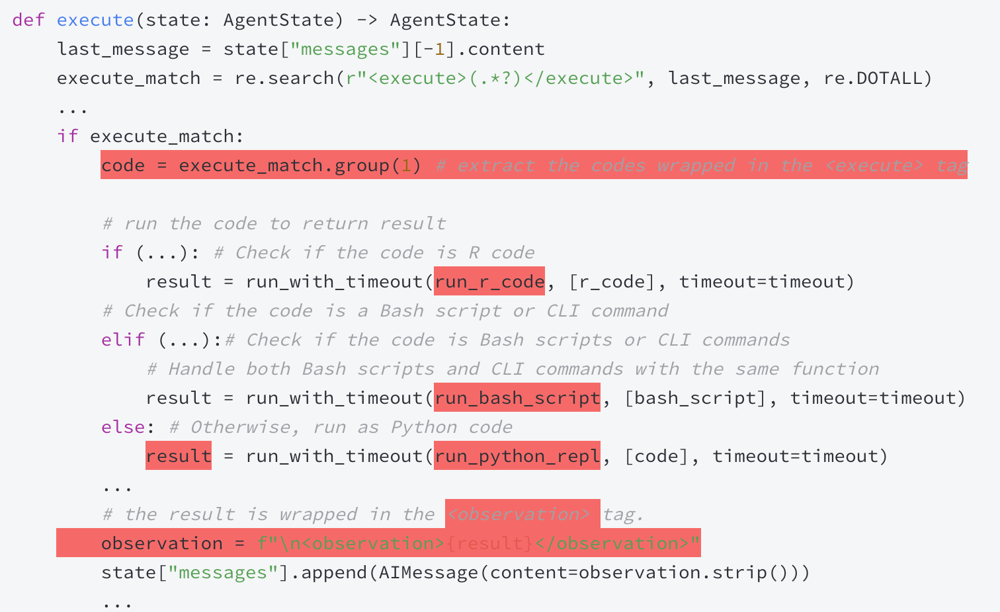 def execute(state: AgentState) -> AgentState:
    last_message = state["messages"][-1].content
    execute_match = re.search(r"<execute>(.*?)</execute>", last_message, re.DOTALL)
    ...
    if execute_match:
        code = execute_match.group(1) # extract the codes wrapped in the <execute> tag
        # run the code to return result
        if (...): # Check if the code is R code
            result = run_with_timeout(run_r_code, [r_code], timeout=timeout)
        # Check if the code is a Bash script or CLI command
        elif (...):# Check if the code is Bash scripts or CLI commands
            # Handle both Bash scripts and CLI commands with the same function
            result = run_with_timeout(run_bash_script, [bash_script], timeout=timeout)
        else: # Otherwise, run as Python code
            result = run_with_timeout(run_python_repl, [code], timeout=timeout)
        ...
        # the result is wrapped in the <observation> tag.
        observation = f"\n<observation>{result}</observation>"
        state["messages"].append(AIMessage(content=observation.strip()))
        ...